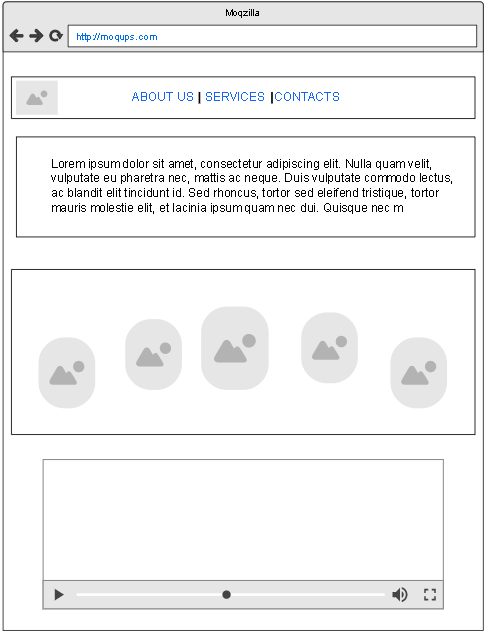 Moqzilla
http://moqups.com
ABOUT US | SERVICES | CONTACTS
Lorem ipsum dolor sit amet, consectetur adipiscing elit. Nulla quam velit,
vulputate eu pharetra nec, mattis ac neque. Duis vulputate commodo lectus,
ac blandit elit tincidunt id. Sed rhoncus, tortor sed eleifend tristique, tortor
mauris molestie elit, et lacinia ipsum quam nec dui. Quisque nec m